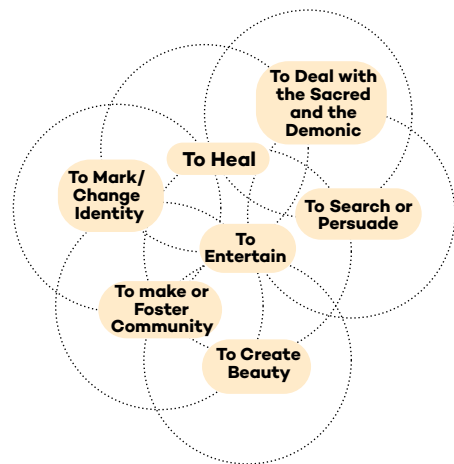 To Deal with
the Sacred
and the
Demonic
To Heal
To Mark/
Change
Identity
To Search or
Persuade
To
Entertain
To make or
Foster
Community
To Create
Beauty